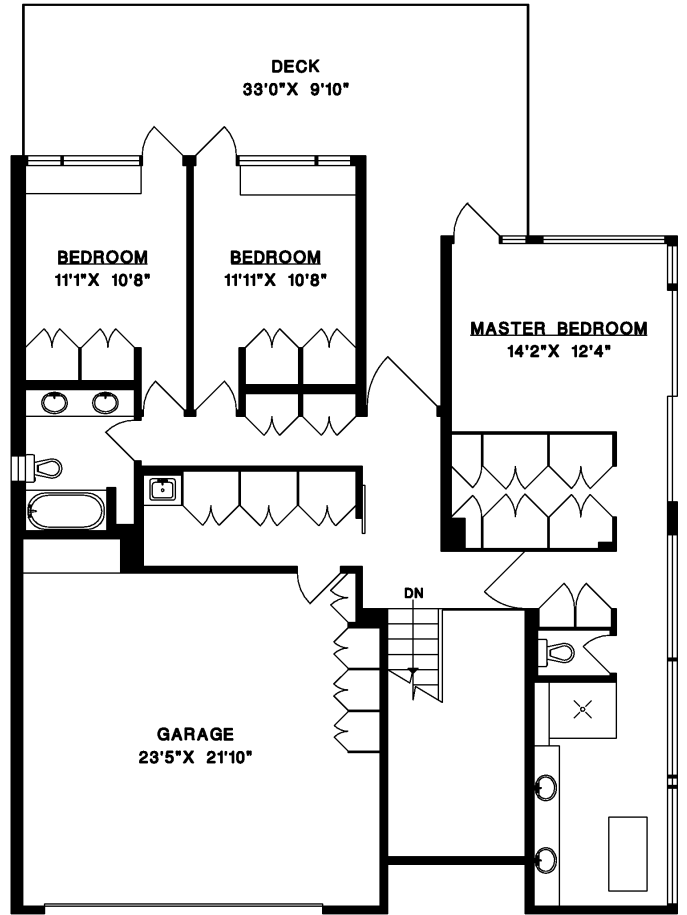 DECK
33'0"X 9'10"
BEDROOM
11'1"X 10'8"
BEDROOM
11'11"X 10'8"
MASTER BEDROOM
14'2"X 12'4"
DN
GARAGE
23'5"X 21'10"